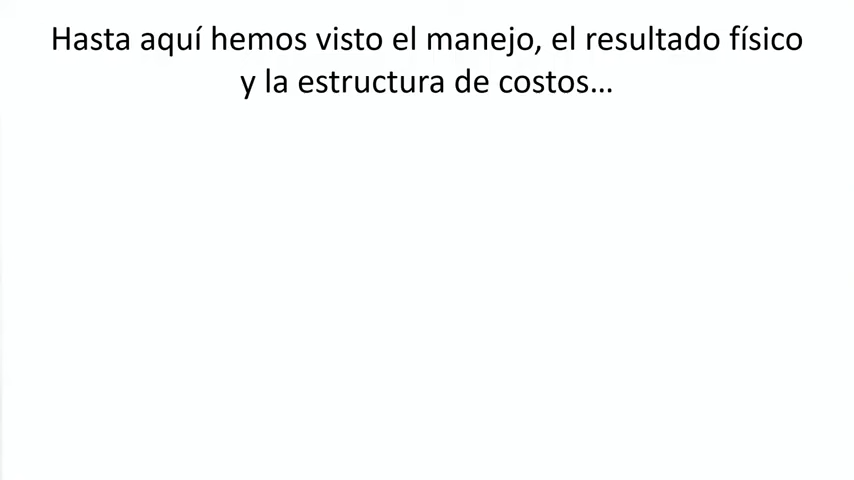 Hasta aquí hemos visto el manejo, el resultado físico
y la estructura de costos…